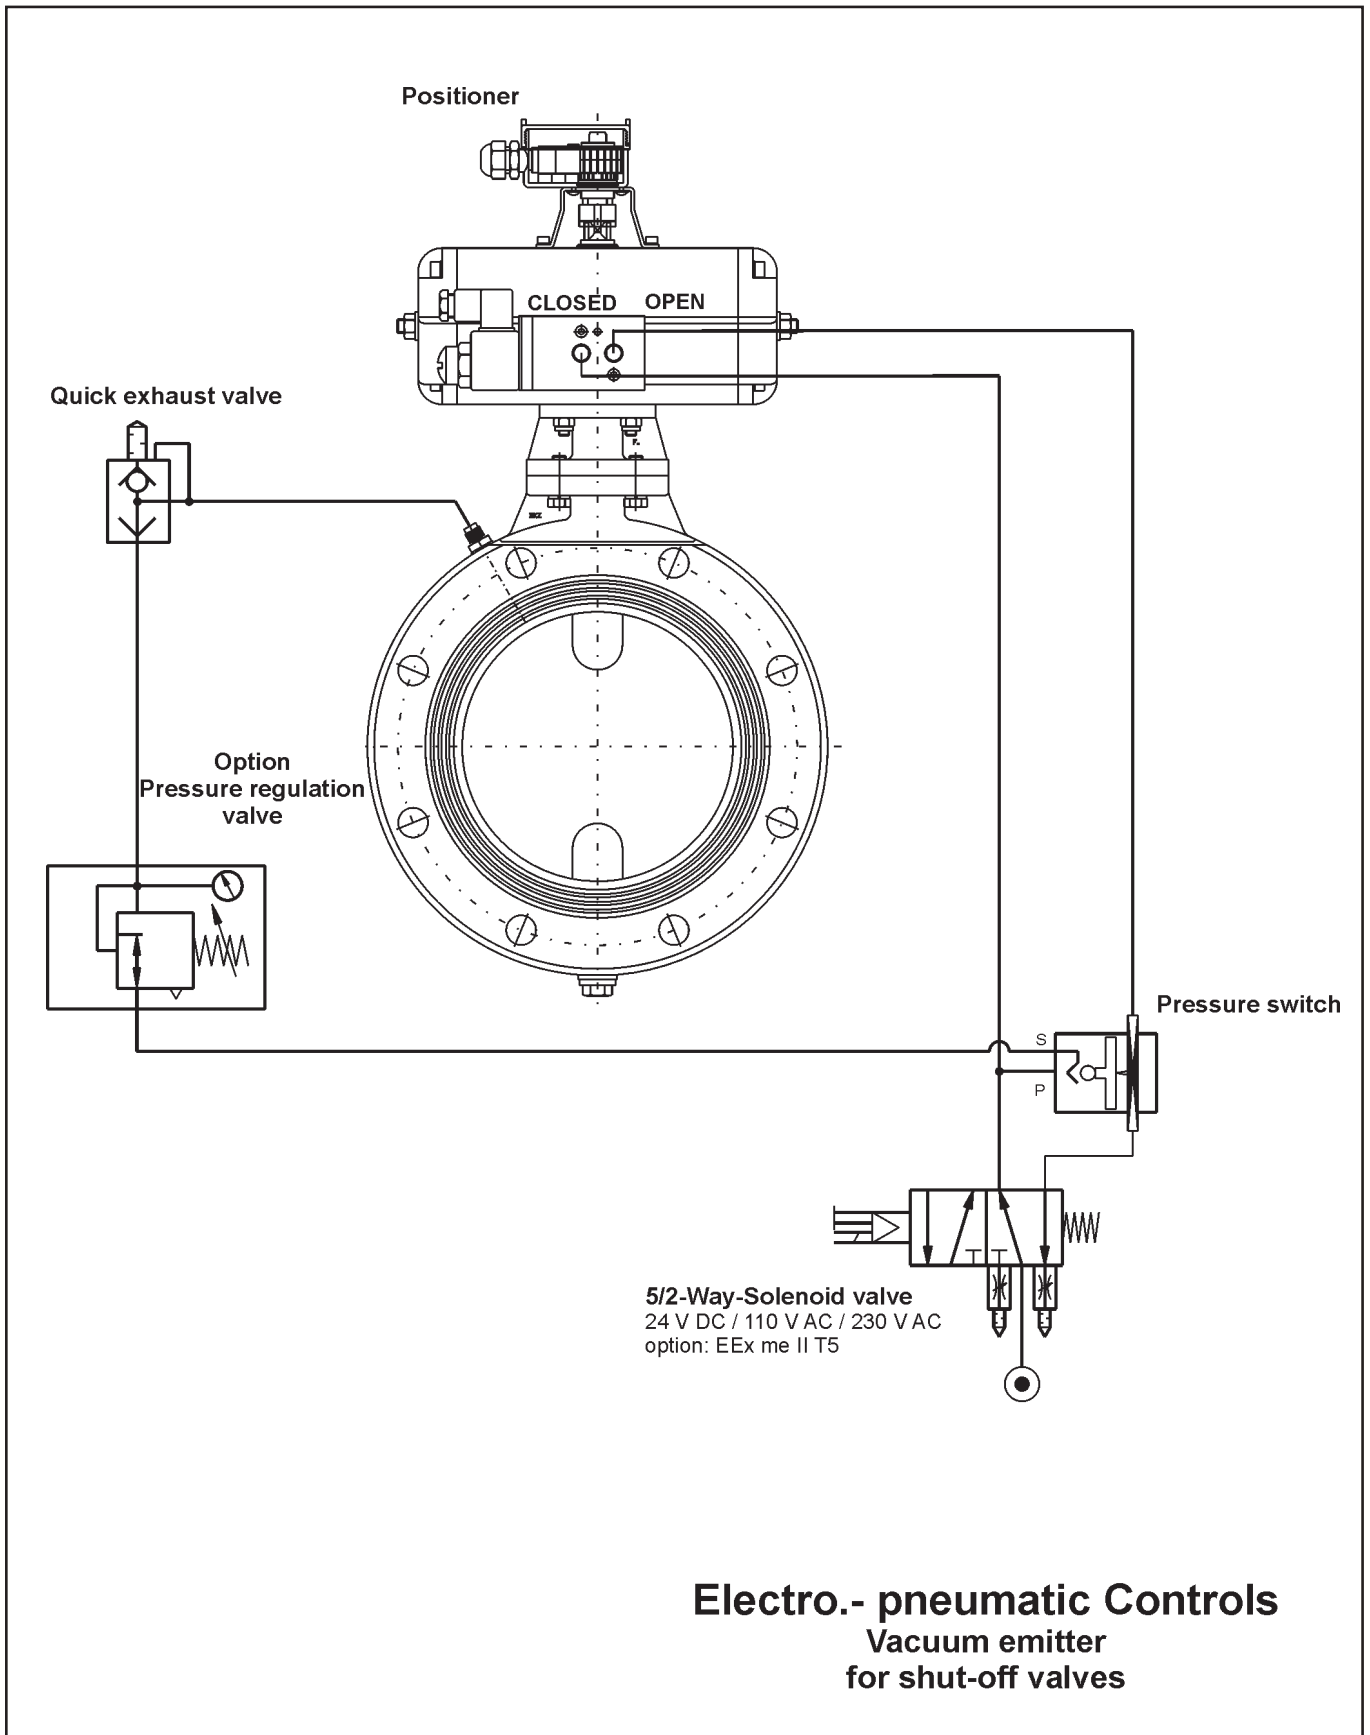 Positioner
CLOSED OPEN
Quick exhaust valve
Option
Pressure regulation
valve
Pressure switch
S
P
5/2-Way-Solenoid valve
24 V DC / 110 V AC / 230 V AC
option: EEx me II T5
Electro.- pneumatic Controls
Vacuum emitter
for shut-off valves